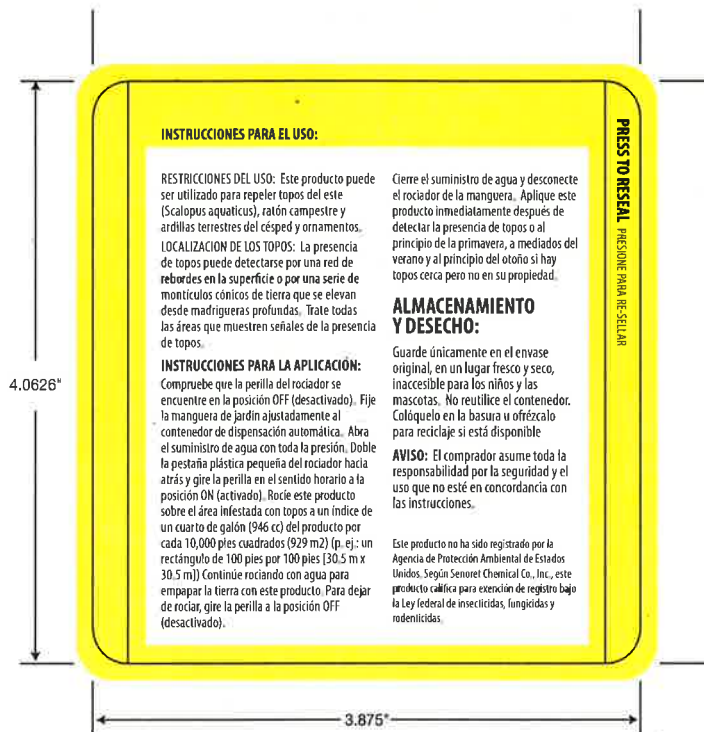 INSTRUCCIONES PARA EL USO:
RESTRICCIONES DEL USO: Este producto puede
ser utilizado para repeler topos del este
(Scalopus aquaticus), ratón campestre y
ardillas terrestres del césped y ornamentos.
LOCALIZACION DE LOS TOPOS: La presencia
de topos puede detectarse por una red de
rebordes en la superficie o por una serie de
montículos cónicos de tierra que se elevan
desde madrigueras profundas. Trate todas
las áreas que muestren señales de la presencia
de topos.
INSTRUCCIONES PARA LA APLICACIÓN:
Compruebe que la perilla del rociador se
encuentre en la posición OFF (desactivado). Fije
la manguera de jardín ajustadamente al
contenedor de dispensación automática. Abra
el suministro de agua con toda la presión. Doble
la pestaña plástica pequeña del rociador hacia
atrás y gire la perilla en el sentido horario a la
posición ON (activado). Rocíe este producto
sobre el área infestada con topos a un índice de
un cuarto de galón (946 cc) del producto por
cada 10,000 pies cuadrados (929 m2) (p. ej.: un
rectángulo de 100 pies por 100 pies [30.5 m x
30.5 m]) Continúe rociando con agua para
empapar la tierra con este producto. Para dejar
de rociar, gire la perilla a la posición OFF
(desactivado).
Cierre el suministro de agua y desconecte
el rociador de la manguera. Aplique este
producto inmediatamente después de
detectar la presencia de topos o al
principio de la primavera, a mediados del
verano y al principio del otoño si hay
topos cerca pero no en su propiedad.
ALMACENAMIENTO
Y DESECHO:
Guarde únicamente en el envase
original, en un lugar fresco y seco,
inaccesible para los niños y las
mascotas. No reutilice el contenedor.
Colóquelo en la basura u ofrézcalo
para reciclaje si está disponible
AVISO: El comprador asume toda la
responsabilidad por la seguridad y el
uso que no esté en concordancia con
las instrucciones.
Este producto no ha sido registrado por la
Agencia de Protección Ambiental de Estados
Unidos. Según Senoret Chemical Co., Inc., este
producto califica para exención de registro bajo
la Ley federal de insecticidas, fungicidas y
rodenticidas.
PRESS TO RESEAL PRESIONE PARA RE-SELLAR
4.0626"
3.875"